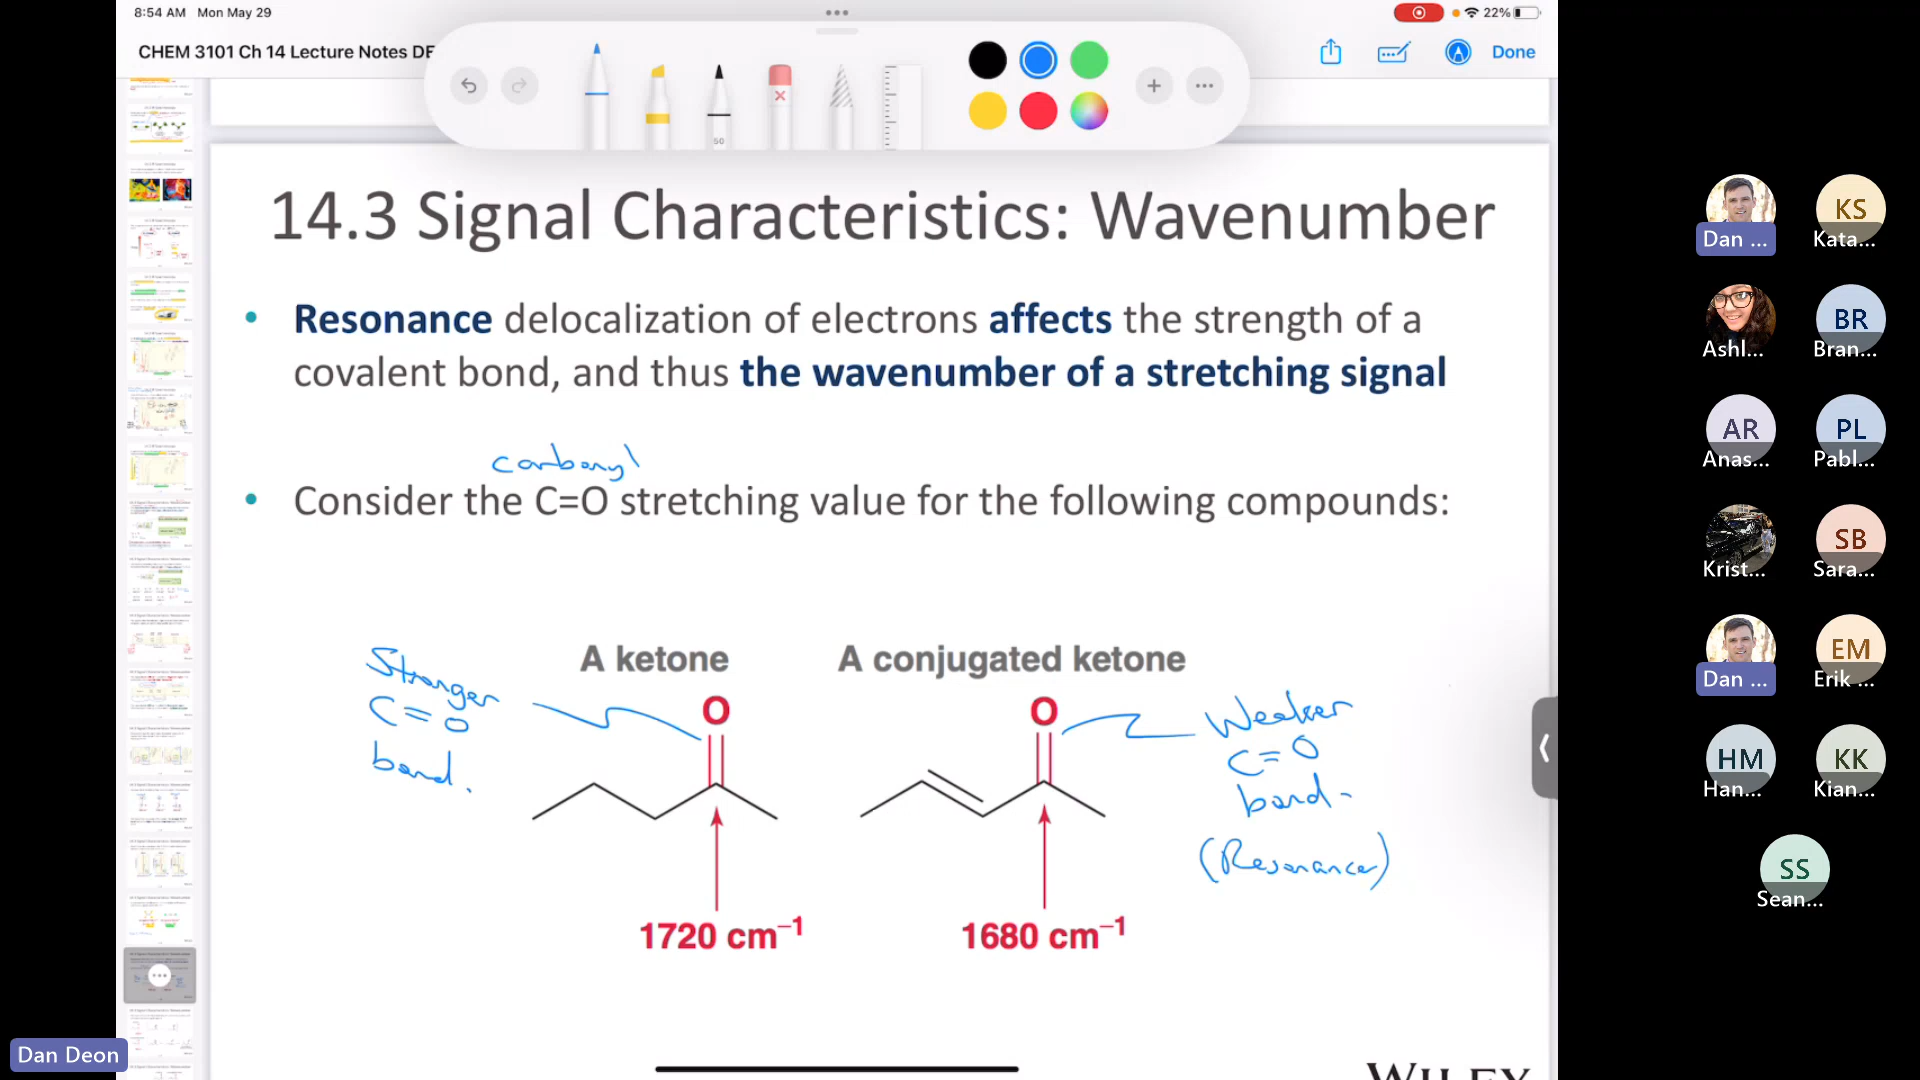 8:54 AM Mon May 29
22%
CHEM 3101 Ch 14 Lecture Notes DE
Done
50
14.3 Signal Characteristics: Wavenumber
• Resonance delocalization of electrons affects the strength of a
covalent bond, and thus the wavenumber of a stretching signal
carbonyl
• Consider the C=O stretching value for the following compounds:
A ketone
A conjugated ketone
Stronger
C=O
bond.
O
O
Weaker
C=O
bond-
(Resonance)
1720 cm⁻¹
1680 cm⁻¹
WILEY
Dan Deon
Dan ...
KS
Kata...
Ashl...
BR
Bran...
AR
Anas...
PL
Pabl...
Krist...
SB
Sara...
Dan ...
EM
Erik ...
HM
Han...
KK
Kian...
SS
Sean...